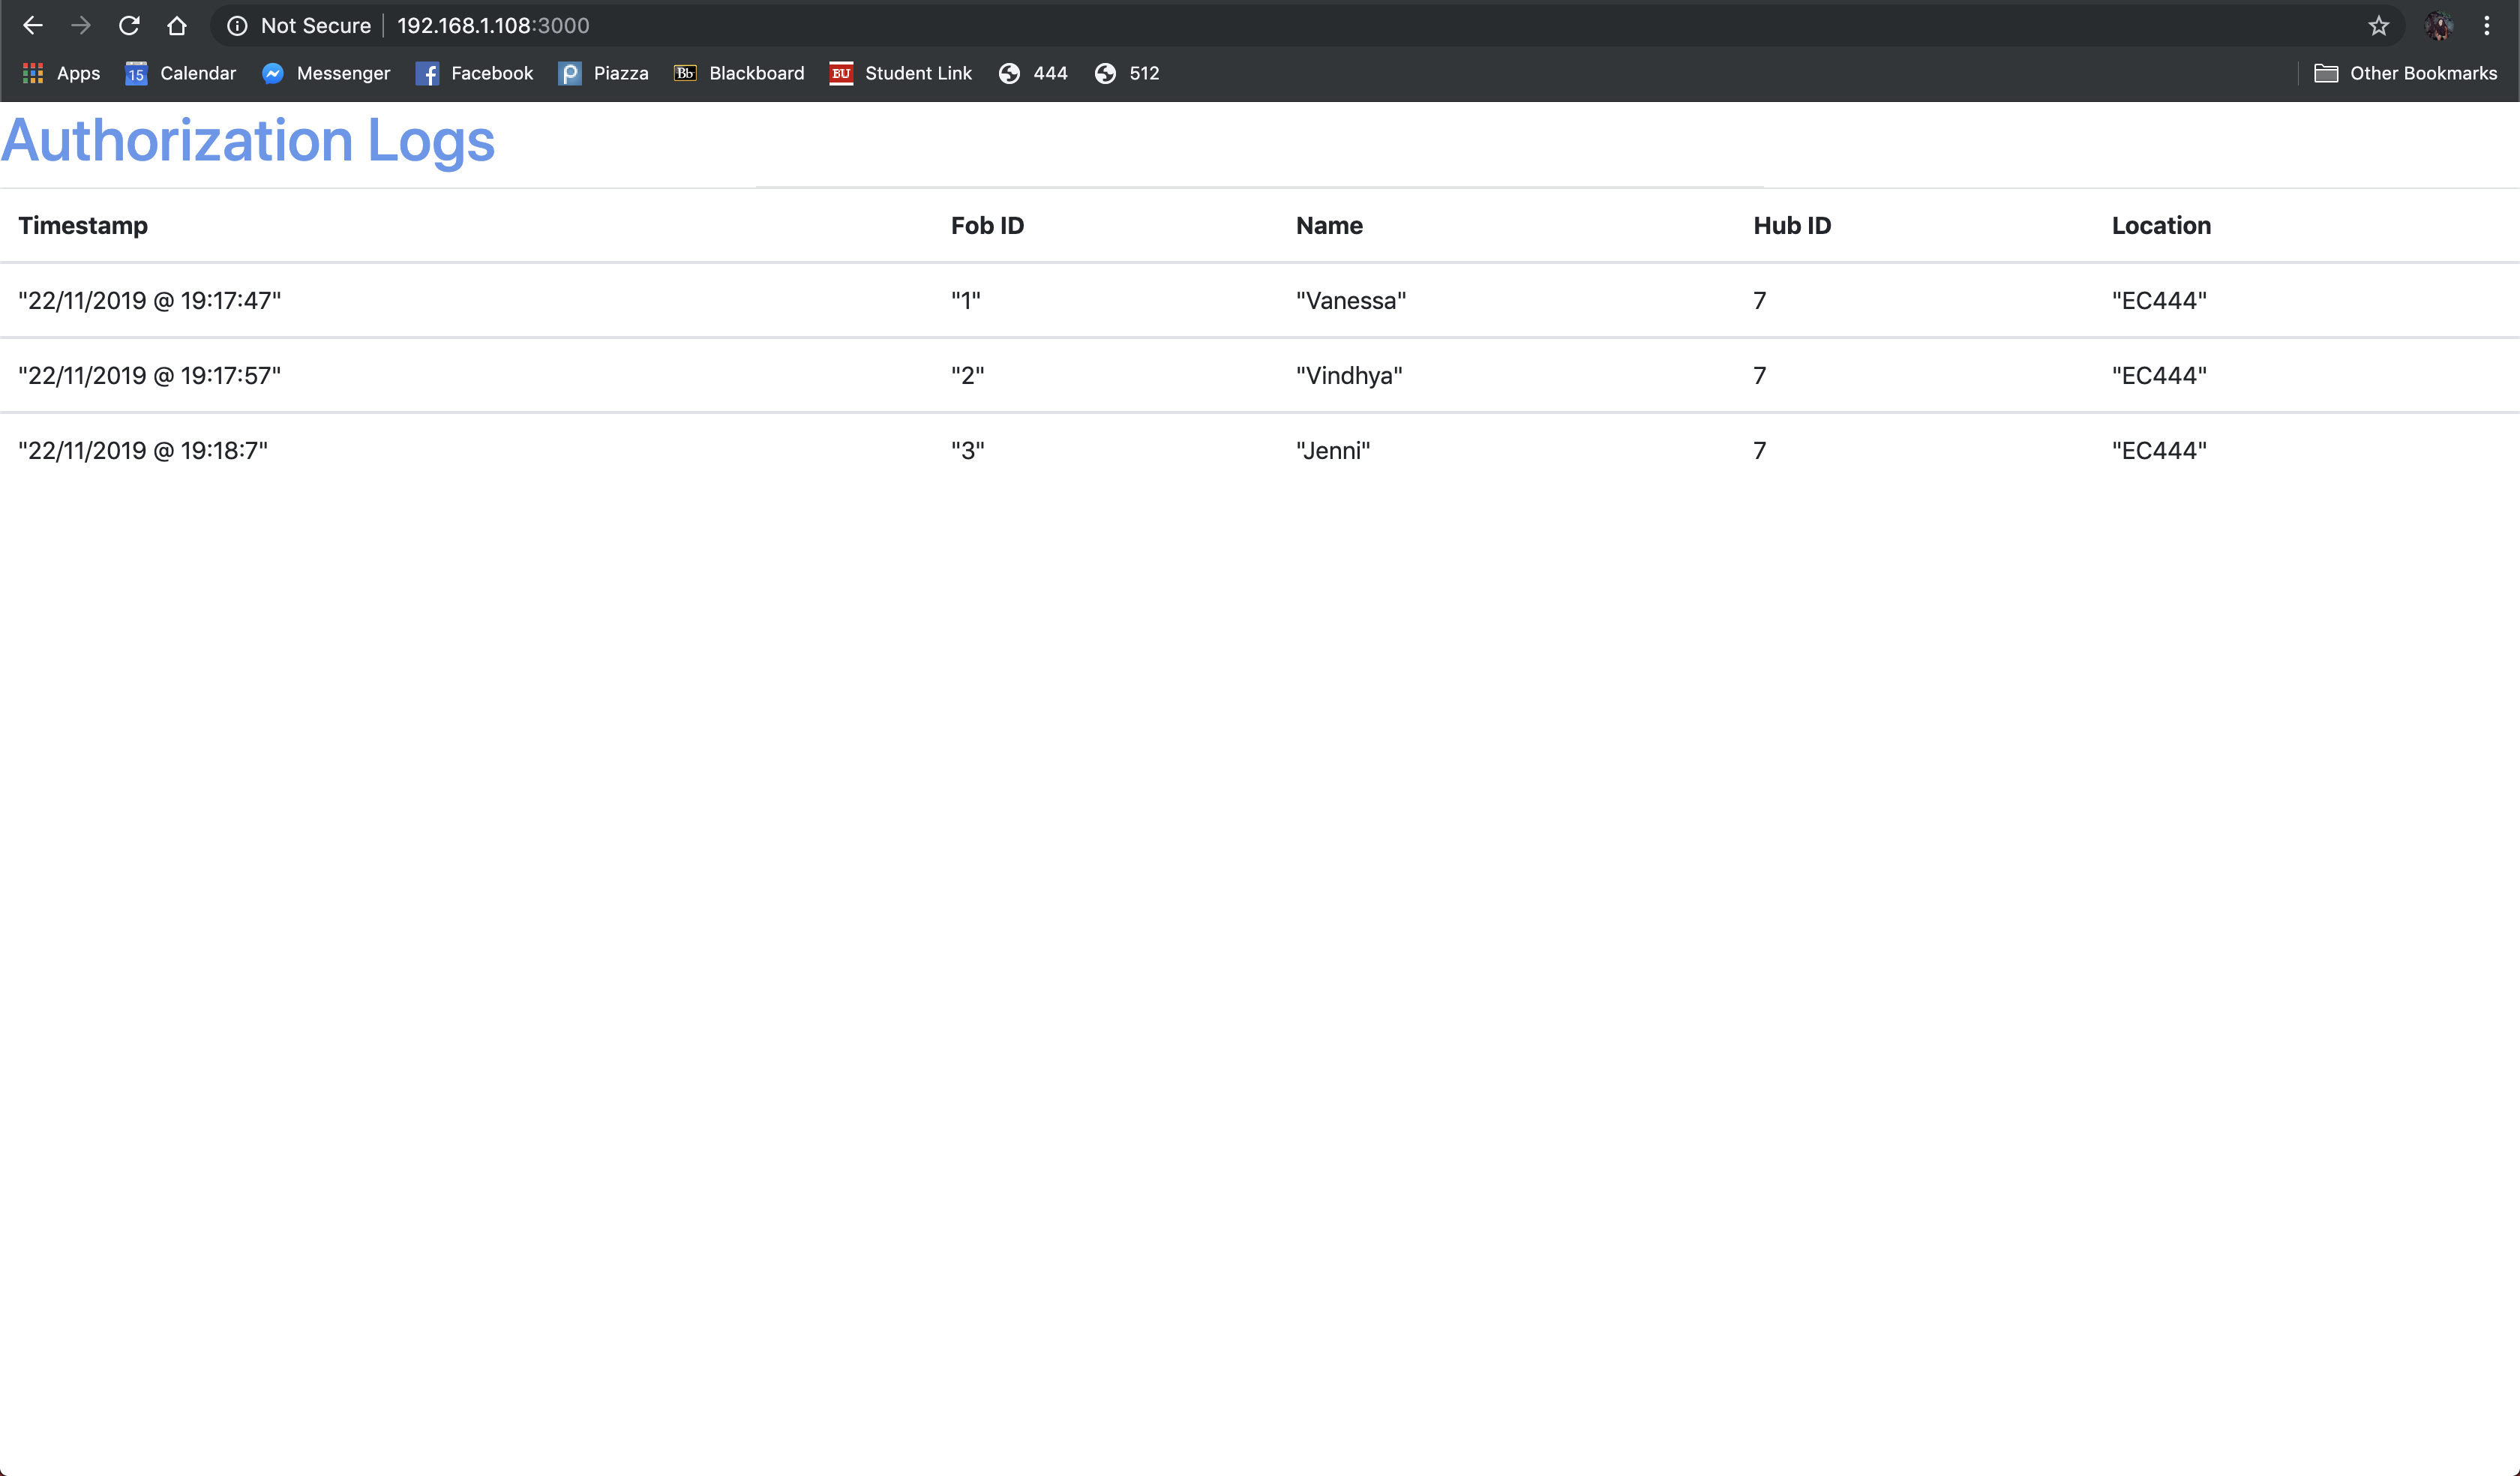 Not Secure | 192.168.1.108:3000
Apps 15 Calendar Messenger Facebook Piazza Bb Blackboard BU Student Link 444 512 Other Bookmarks
Authorization Logs
Timestamp Fob ID Name Hub ID Location
"22/11/2019 @ 19:17:47" "1" "Vanessa" 7 "EC444"
"22/11/2019 @ 19:17:57" "2" "Vindhya" 7 "EC444"
"22/11/2019 @ 19:18:7" "3" "Jenni" 7 "EC444"